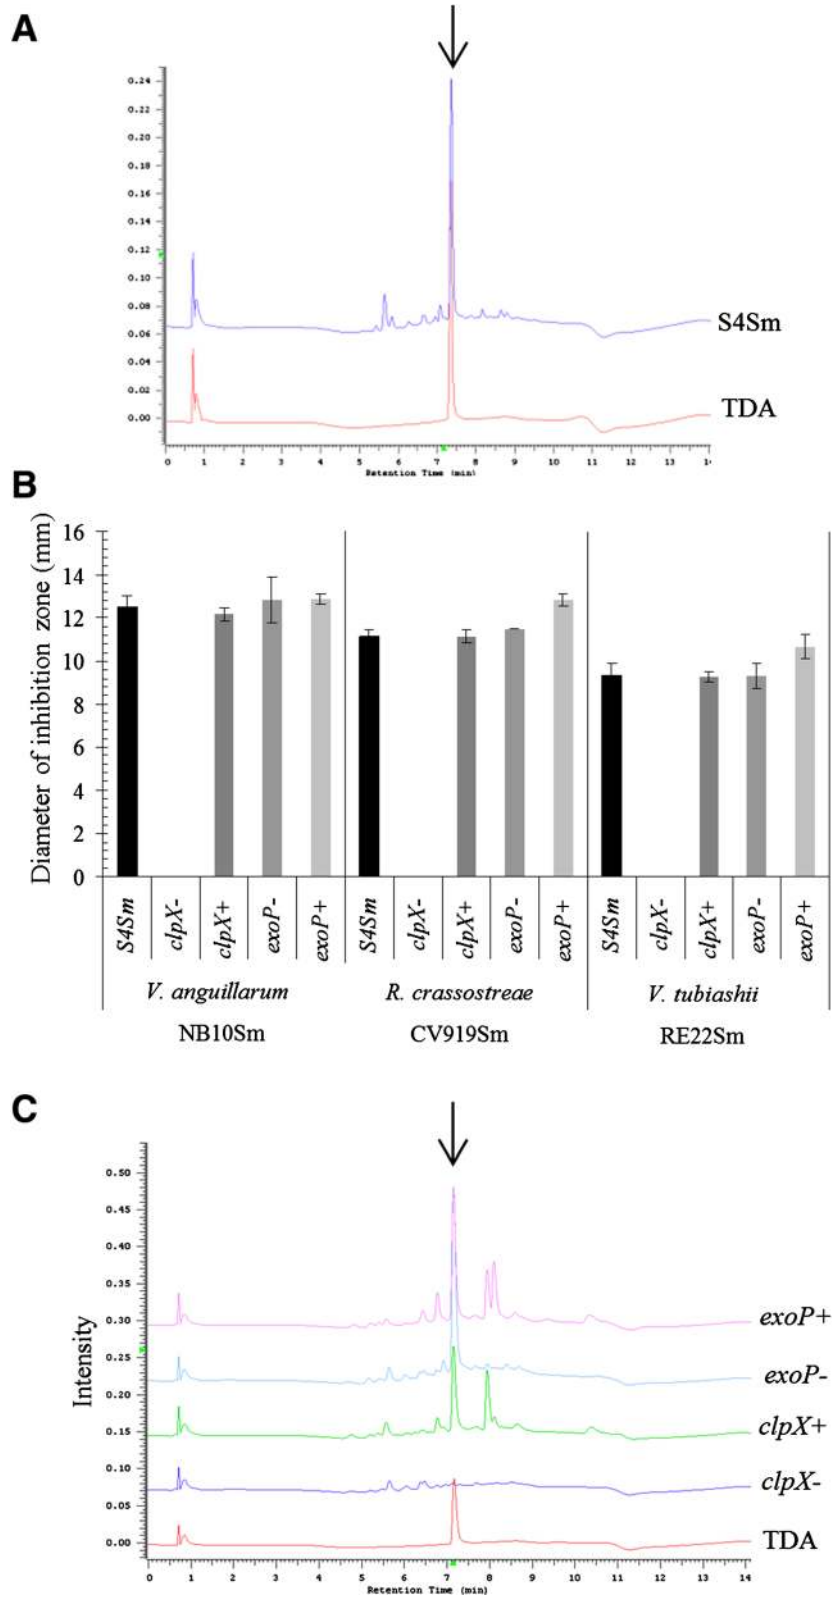 A
0.24
0.22
0.20
0.18
0.16
0.14
0.12
0.10
0.08
0.06
0.04
0.02
0.00
S4Sm
TDA
0 1 2 3 4 5 6 7 8 9 10 11 12 13 14
Retention Time (min)
B
Diameter of inhibition zone (mm)
16
14
12
10
8
6
4
2
0
S4Sm clpX- clpX+ exoP- exoP+ S4Sm clpX- clpX+ exoP- exoP+ S4Sm clpX- clpX+ exoP- exoP+
V. anguillarum R. crassostreae V. tubiashii
NB10Sm CV919Sm RE22Sm
C
Intensity
0.50
0.45
0.40
0.35
0.30
0.25
0.20
0.15
0.10
0.05
0.00
exoP+
exoP-
clpX+
clpX-
TDA
0 1 2 3 4 5 6 7 8 9 10 11 12 13 14
Retention Time (min)